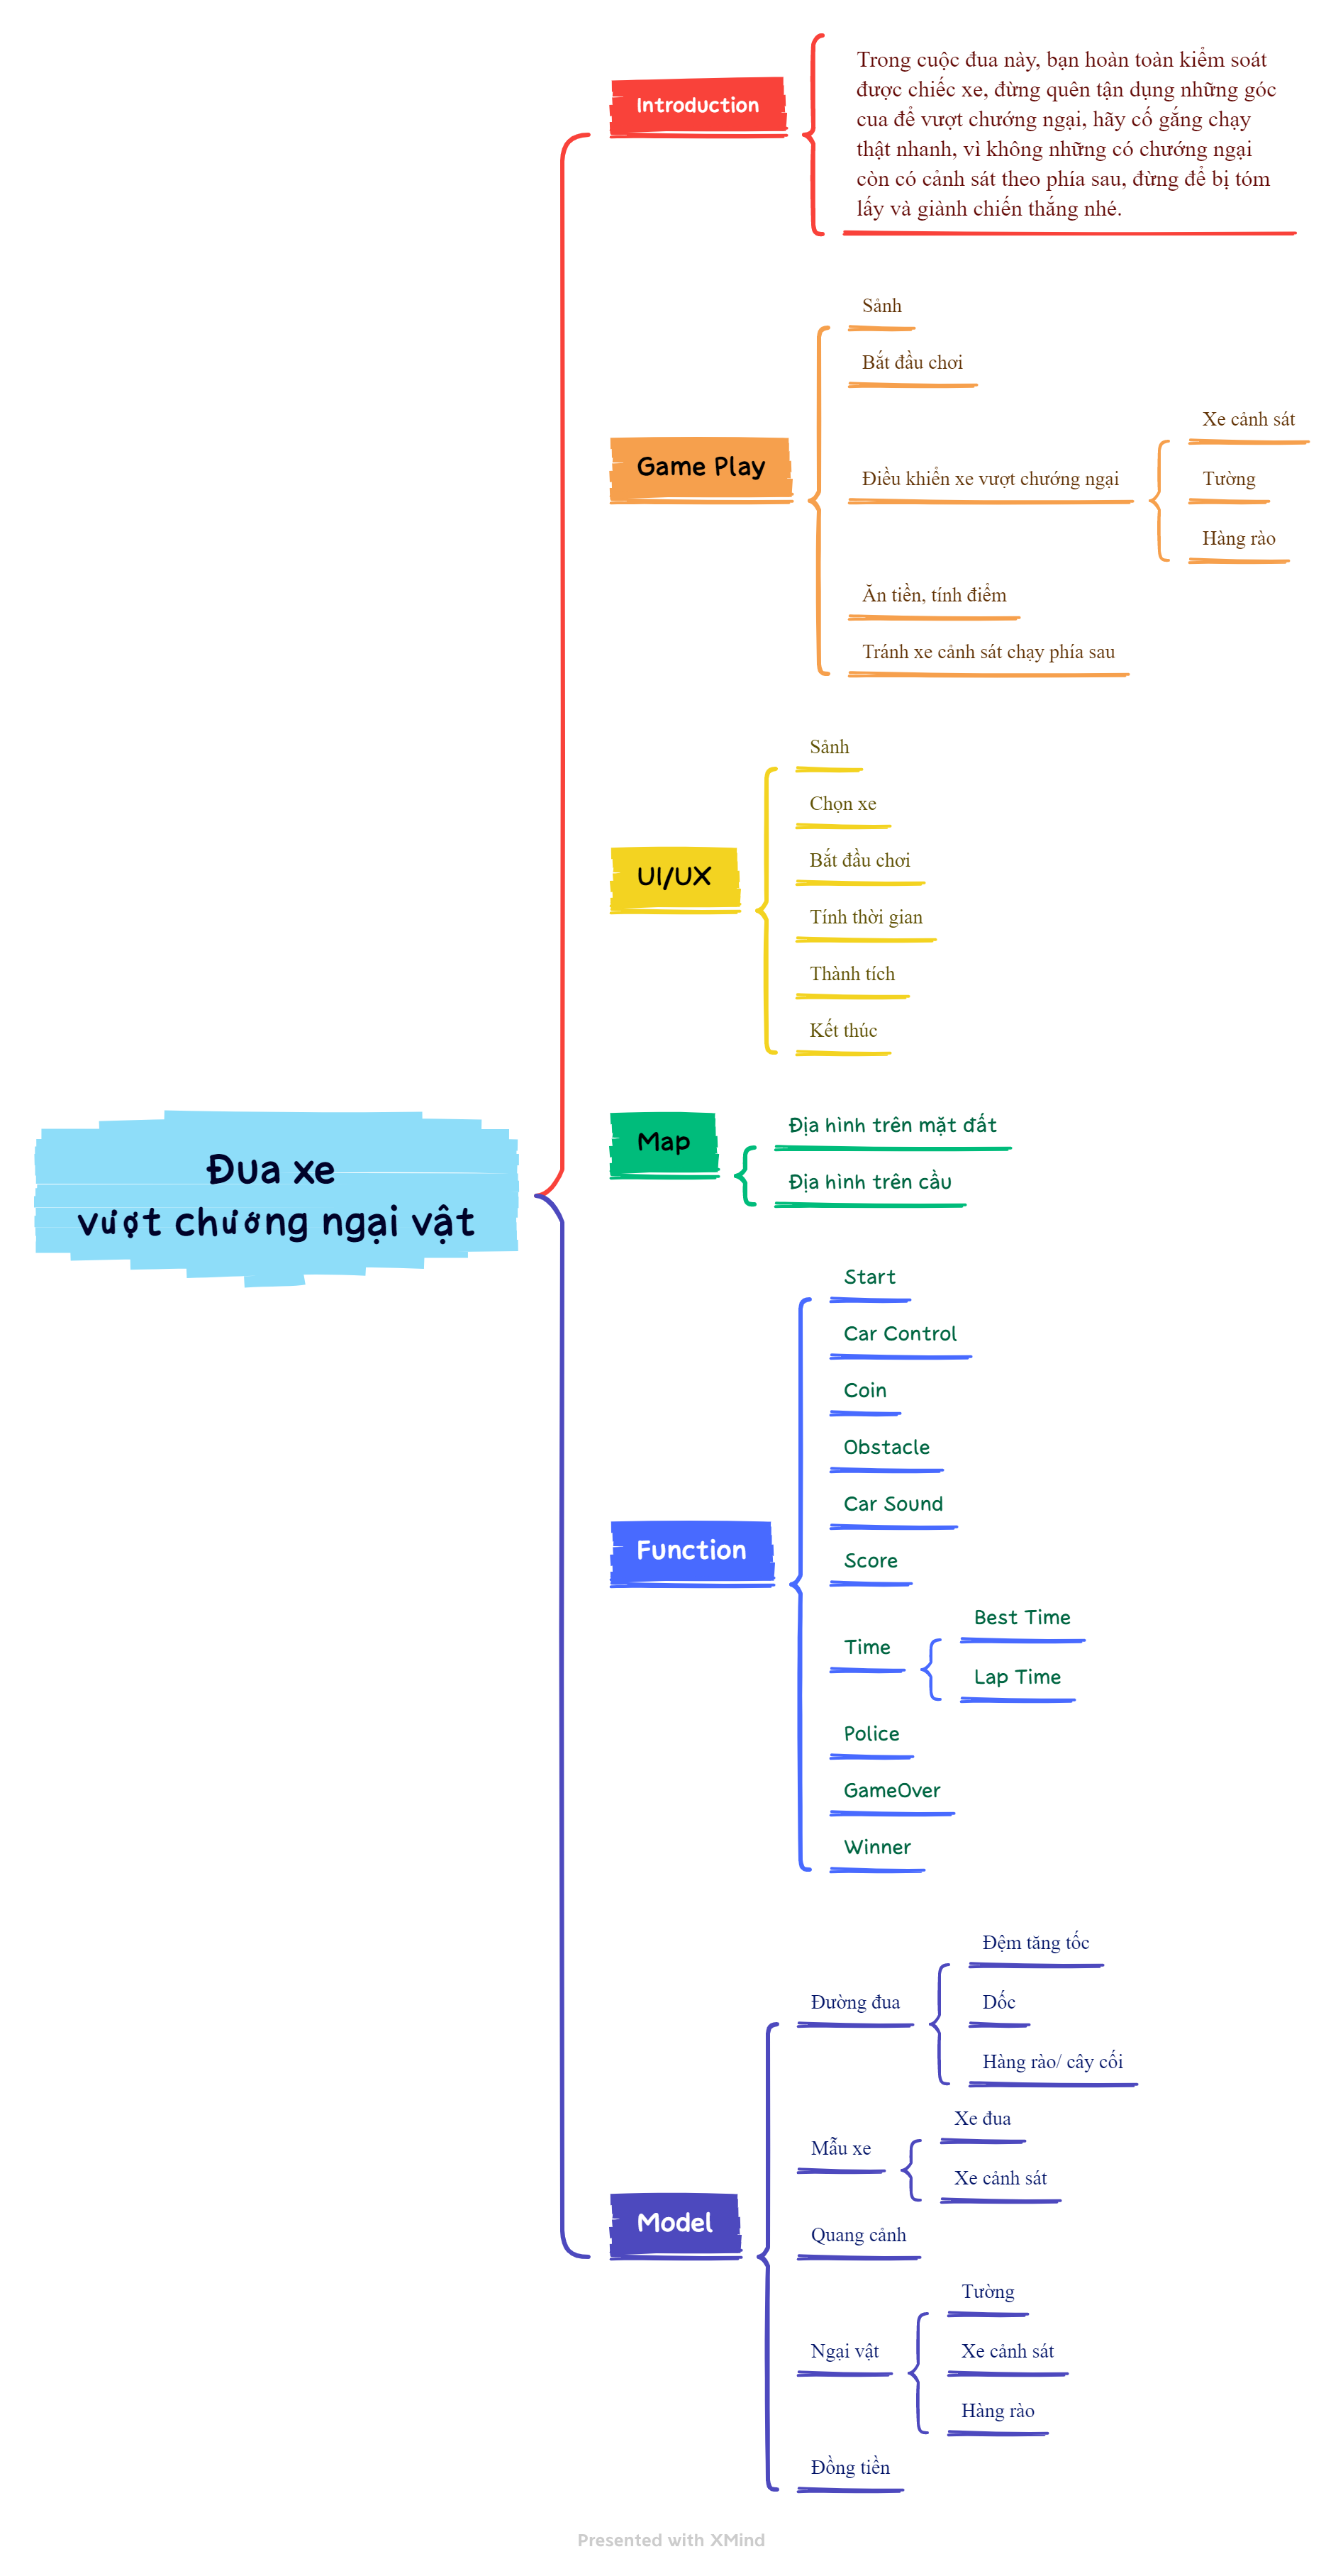 Introduction
Trong cuộc đua này, bạn hoàn toàn kiểm soát
được chiếc xe, đừng quên tận dụng những góc
cua để vượt chướng ngại, hãy cố gắng chạy
thật nhanh, vì không những có chướng ngại
còn có cảnh sát theo phía sau, đừng để bị tóm
lấy và giành chiến thắng nhé.
Game Play
Sảnh
Bắt đầu chơi
Điều khiển xe vượt chướng ngại
Xe cảnh sát
Tường
Hàng rào
Ăn tiền, tính điểm
Tránh xe cảnh sát chạy phía sau
UI/UX
Sảnh
Chọn xe
Bắt đầu chơi
Tính thời gian
Thành tích
Kết thúc
Đua xe
vượt chướng ngại vật
Map
Địa hình trên mặt đất
Địa hình trên cầu
Function
Start
Car Control
Coin
Obstacle
Car Sound
Score
Time
Best Time
Lap Time
Police
GameOver
Winner
Model
Đường đua
Đệm tăng tốc
Dốc
Hàng rào/ cây cối
Mẫu xe
Xe đua
Xe cảnh sát
Quang cảnh
Ngại vật
Tường
Xe cảnh sát
Hàng rào
Đồng tiền
Presented with XMind